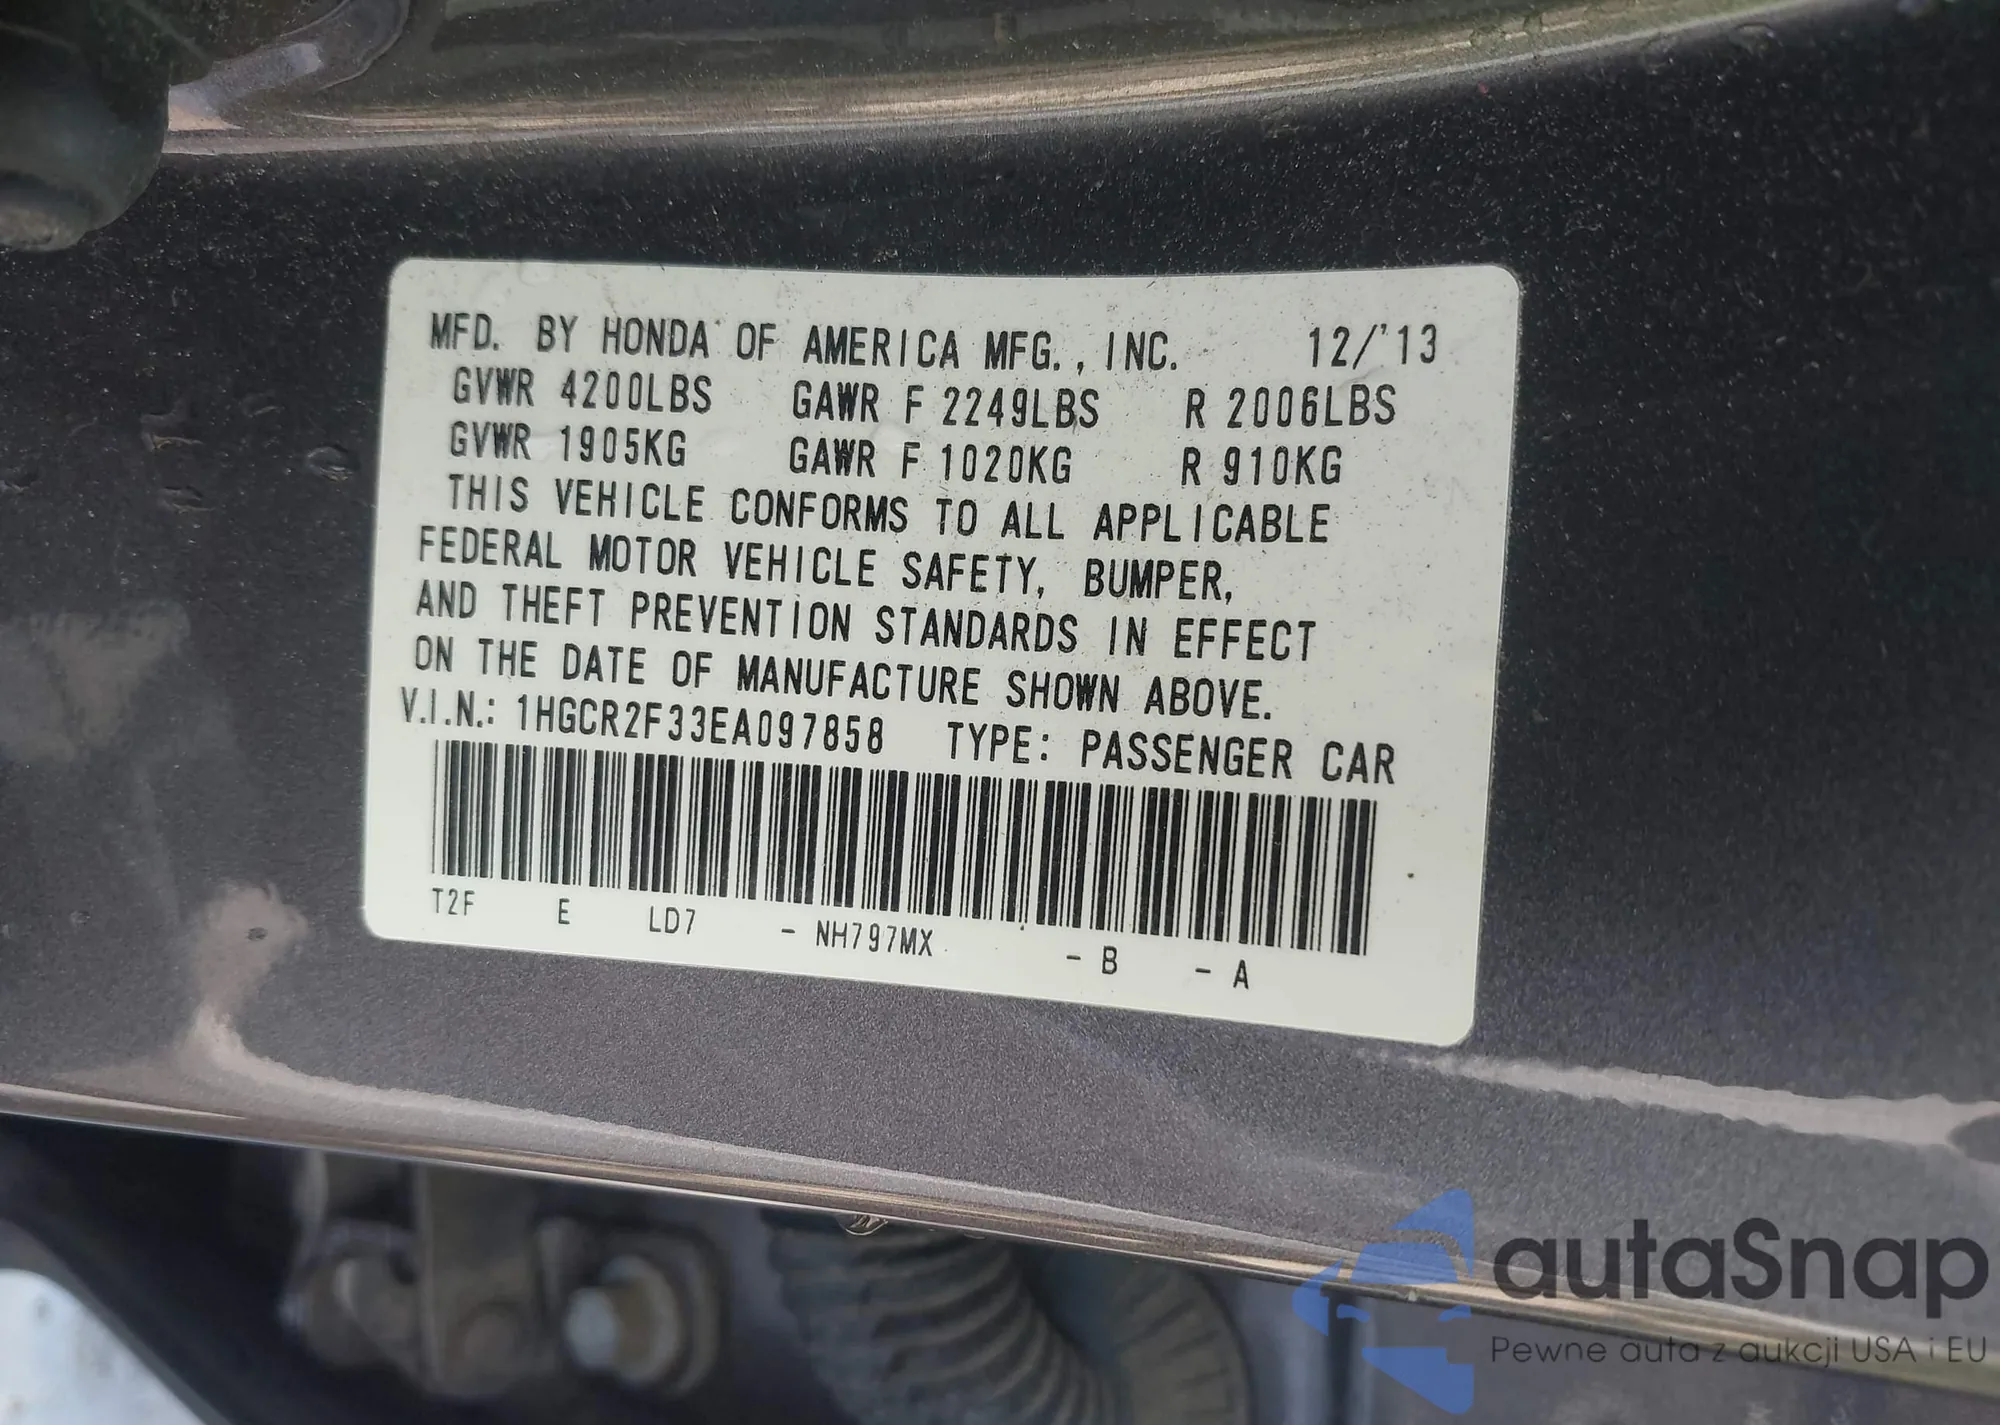 MFD. BY HONDA OF AMERICA MFG., INC. 12/'13
GVWR 4200LBS GAWR F 2249LBS R 2006LBS
GVWR 1905KG GAWR F 1020KG R 910KG
THIS VEHICLE CONFORMS TO ALL APPLICABLE
FEDERAL MOTOR VEHICLE SAFETY, BUMPER,
AND THEFT PREVENTION STANDARDS IN EFFECT
ON THE DATE OF MANUFACTURE SHOWN ABOVE.
V.I.N.: 1HGCR2F33EA097858 TYPE: PASSENGER CAR
T2F E LD7 - NH797MX - B - A
autaSnap
Pewne auta z aukcji USA i EU